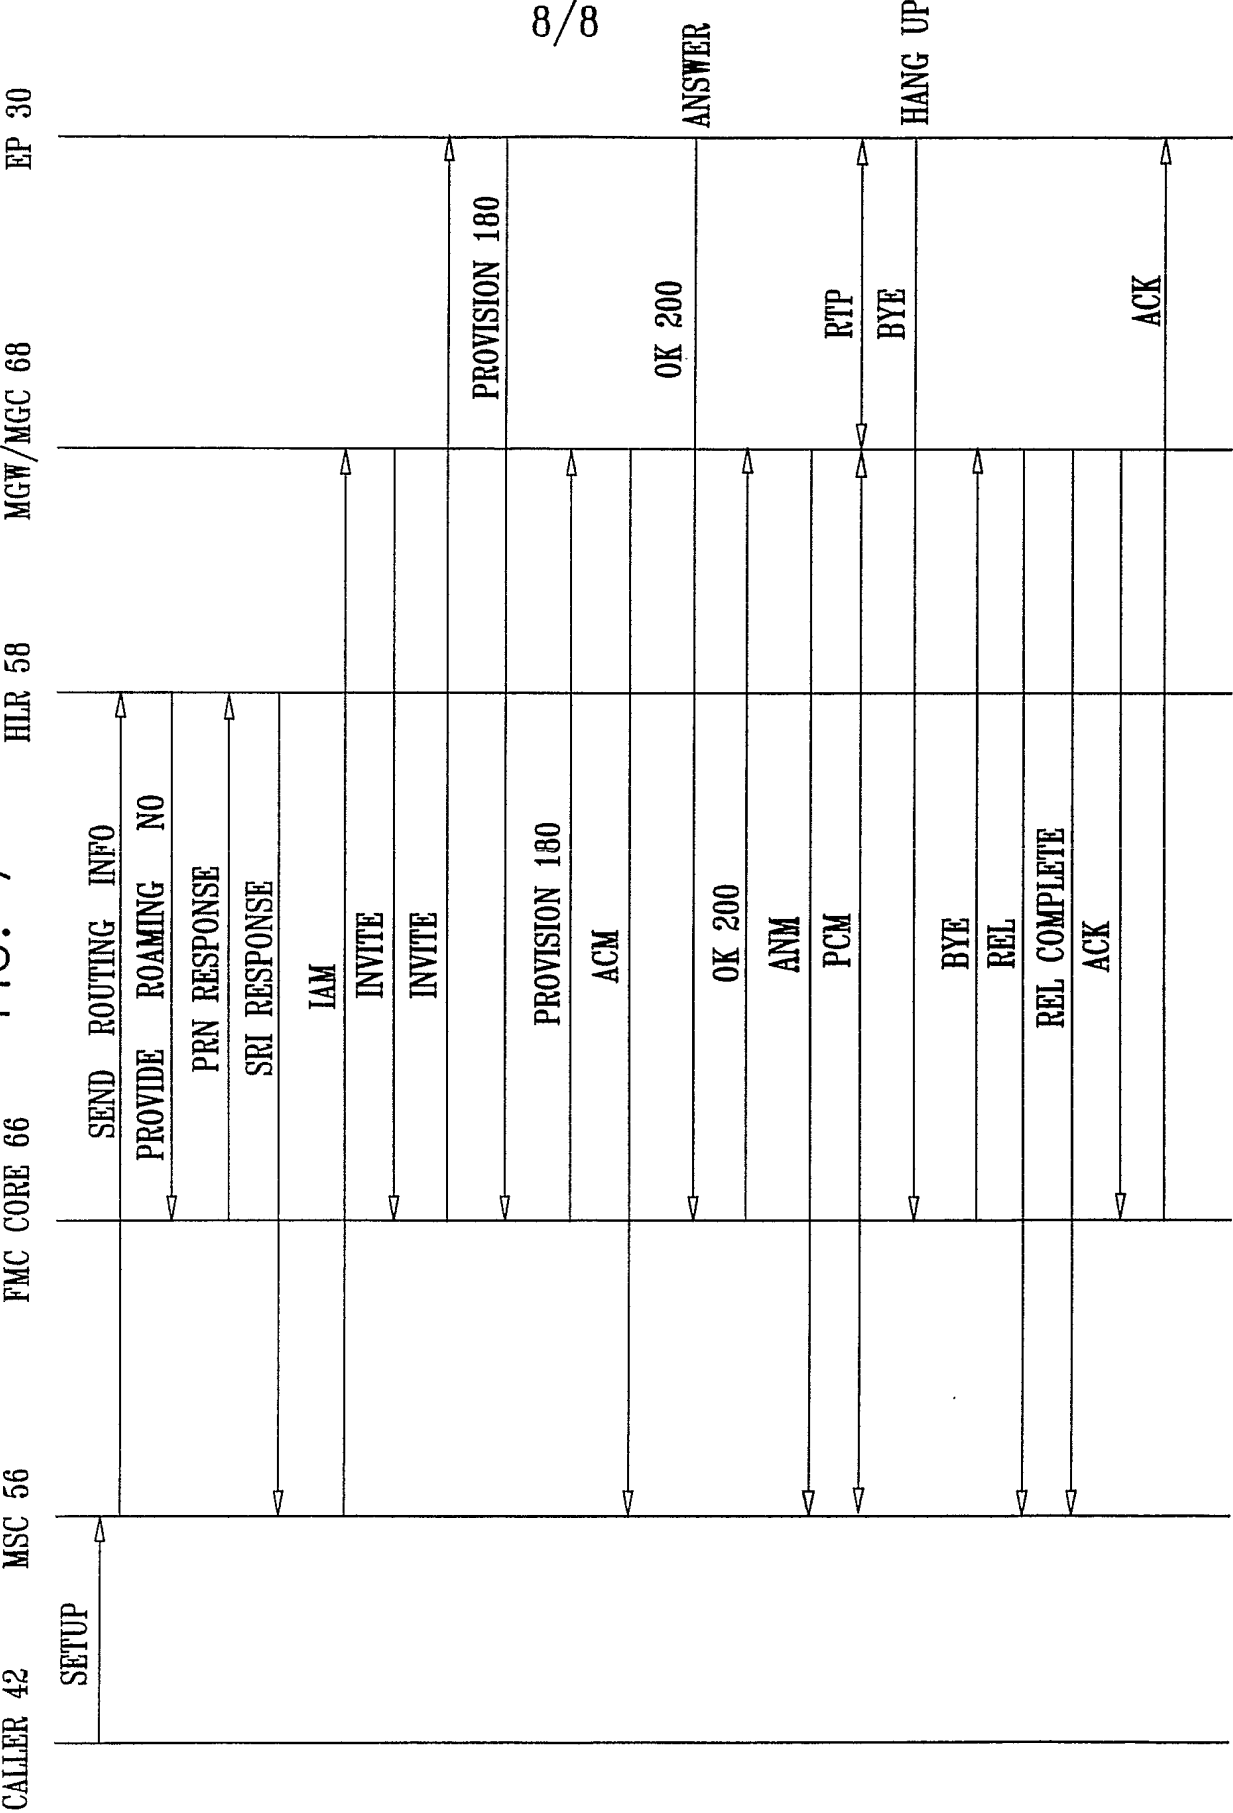 8/8
FIG. 7
CALLER 42
MSC 56
FMC CORE 66
HLR 58
MGW/MGC 68
EP 30
SETUP
SEND ROUTING INFO
PROVIDE ROAMING NO
PRN RESPONSE
SRI RESPONSE
IAM
INVITE
INVITE
PROVISION 180
PROVISION 180
ACM
ANSWER
OK 200
OK 200
ANM
PCM
RTP
HANG UP
BYE
BYE
REL
REL COMPLETE
ACK
ACK